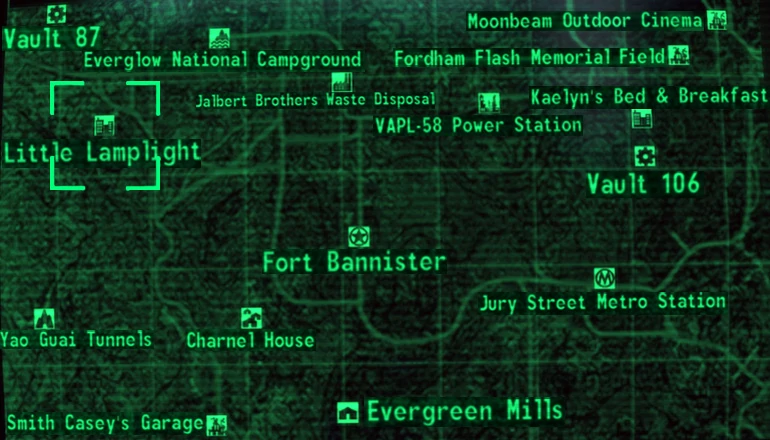 Moonbeam Outdoor Cinema
Vault 87
Everglow National Campground
Fordham Flash Memorial Field
Jalbert Brothers Waste Disposal
Kaelyn's Bed & Breakfast
VAPL-58 Power Station
Little Lamplight
Vault 106
Fort Bannister
Jury Street Metro Station
Yao Guai Tunnels
Charnel House
Evergreen Mills
Smith Casey's Garage